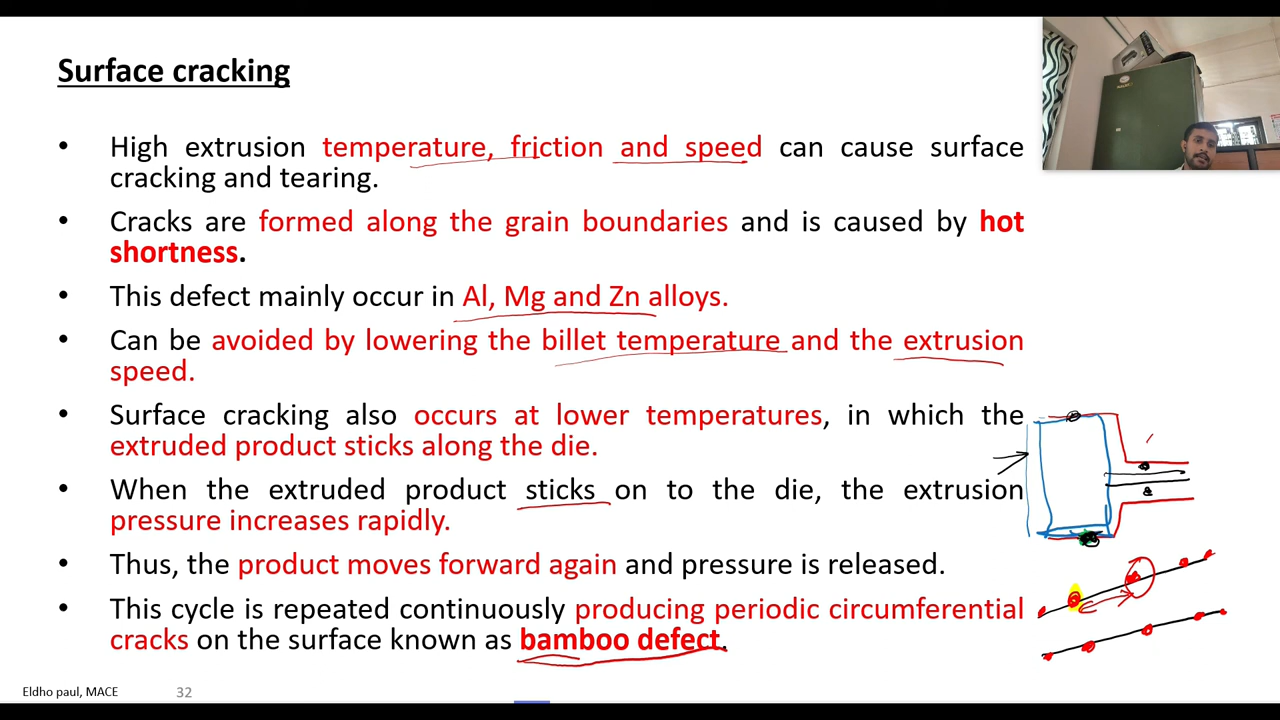 Surface cracking
• High extrusion temperature, friction and speed can cause surface
cracking and tearing.
• Cracks are formed along the grain boundaries and is caused by hot
shortness.
• This defect mainly occur in Al, Mg and Zn alloys.
• Can be avoided by lowering the billet temperature and the extrusion
speed.
• Surface cracking also occurs at lower temperatures, in which the
extruded product sticks along the die.
• When the extruded product sticks on to the die, the extrusion
pressure increases rapidly.
• Thus, the product moves forward again and pressure is released.
• This cycle is repeated continuously producing periodic circumferential
cracks on the surface known as bamboo defect.
Eldho paul, MACE 32